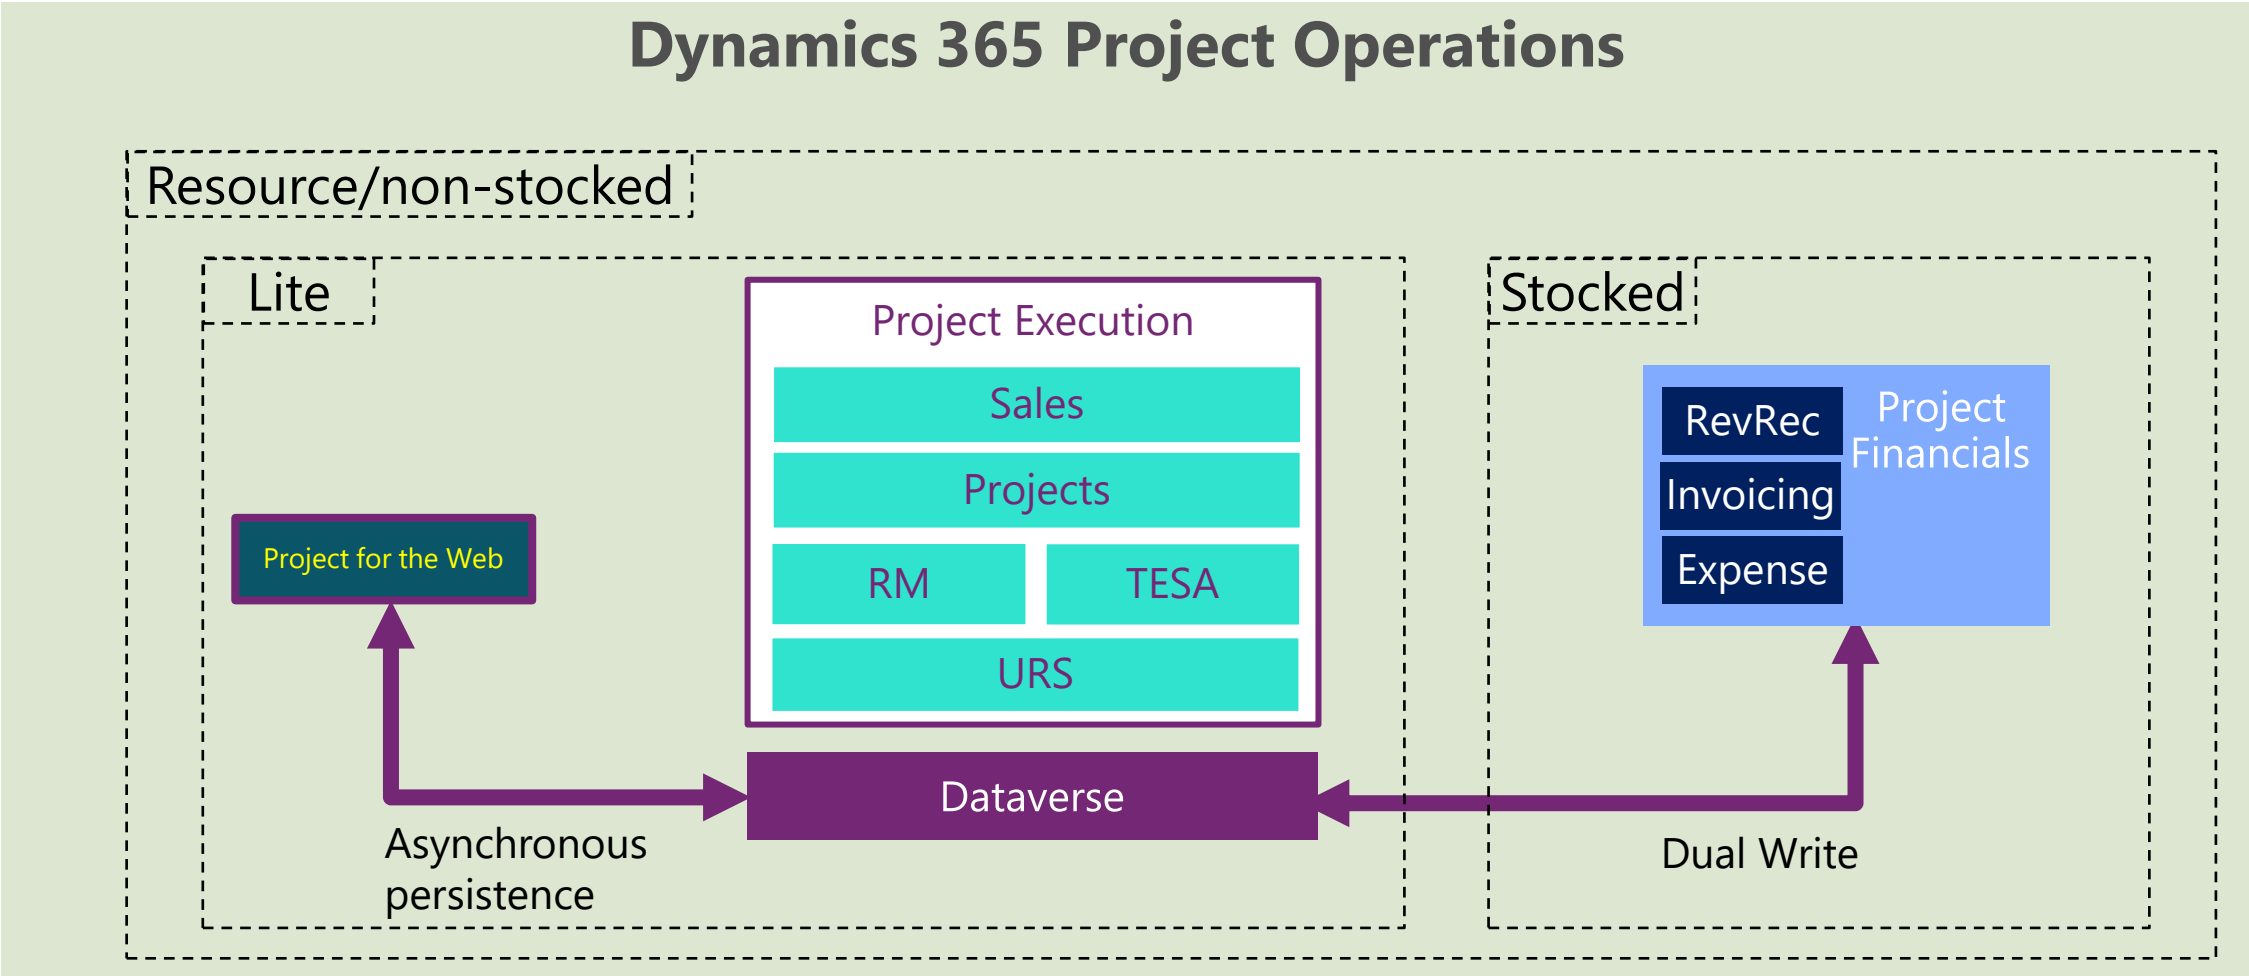 Dynamics 365 Project Operations
Resource/non-stocked
Lite
Project Execution
Sales
Projects
RM
TESA
URS
Project for the Web
Dataverse
Asynchronous
persistence
Stocked
RevRec
Invoicing
Expense
Project
Financials
Dual Write